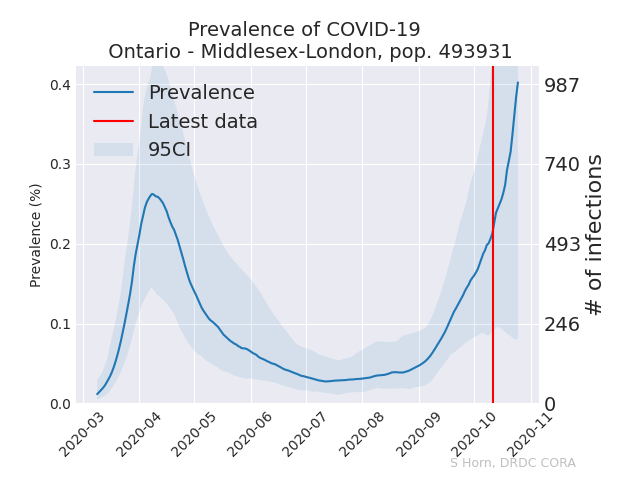 Prevalence of COVID-19
Ontario - Middlesex-London, pop. 493931
Prevalence
Latest data
95CI
Prevalence (%)
0.4
0.3
0.2
0.1
0.0
987
740
493
246
0
# of infections
2020-03
2020-04
2020-05
2020-06
2020-07
2020-08
2020-09
2020-10
2020-11
S Horn, DRDC CORA